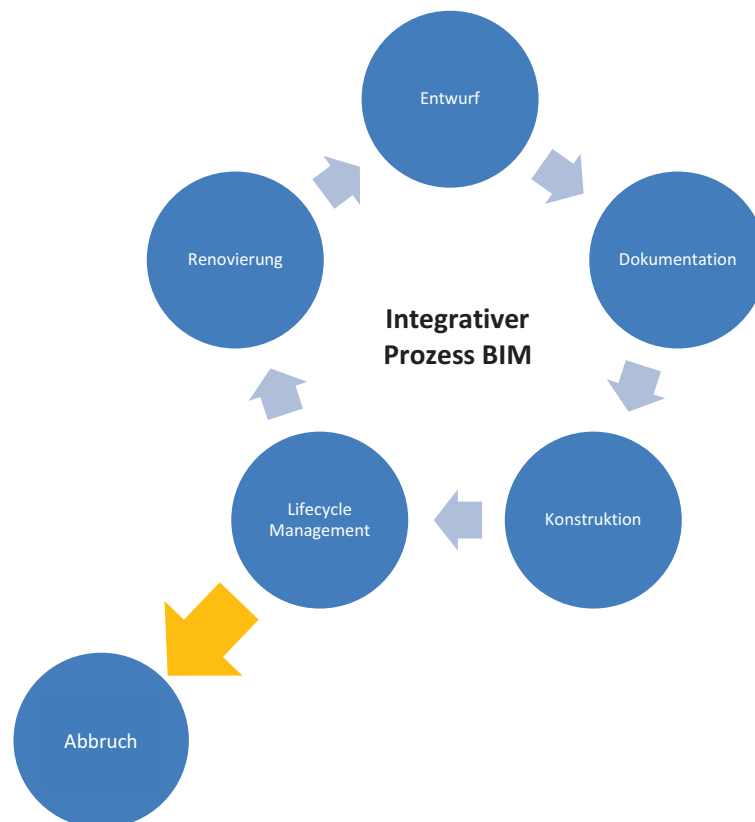 Entwurf
Dokumentation
Renovierung
Integrativer
Prozess BIM
Konstruktion
Lifecycle
Management
Abbruch